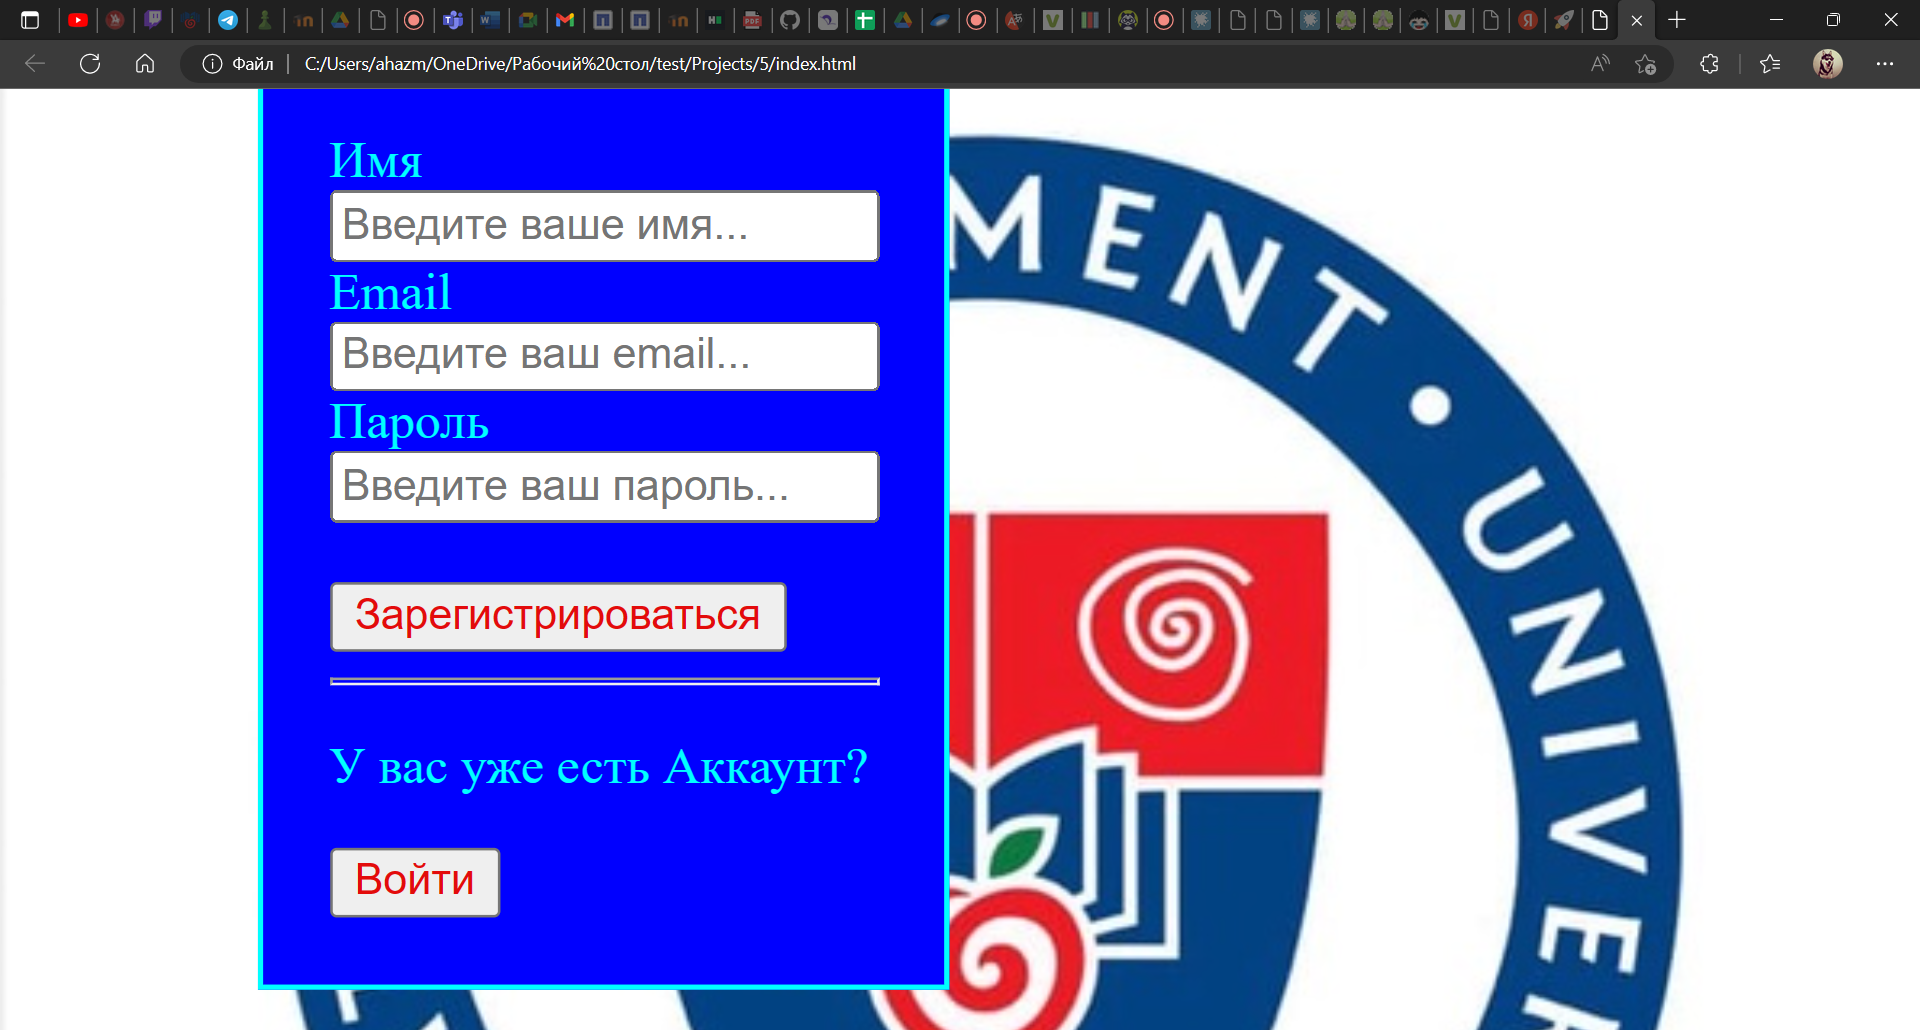 Файл
C:/Users/ahazm/OneDrive/Рабочий%20стол/test/Projects/5/index.html
Имя
Введите ваше имя...
Email
Введите ваш email...
Пароль
Введите ваш пароль...
Зарегистрироваться
У вас уже есть Аккаунт?
Войти
MENT • UNIVER